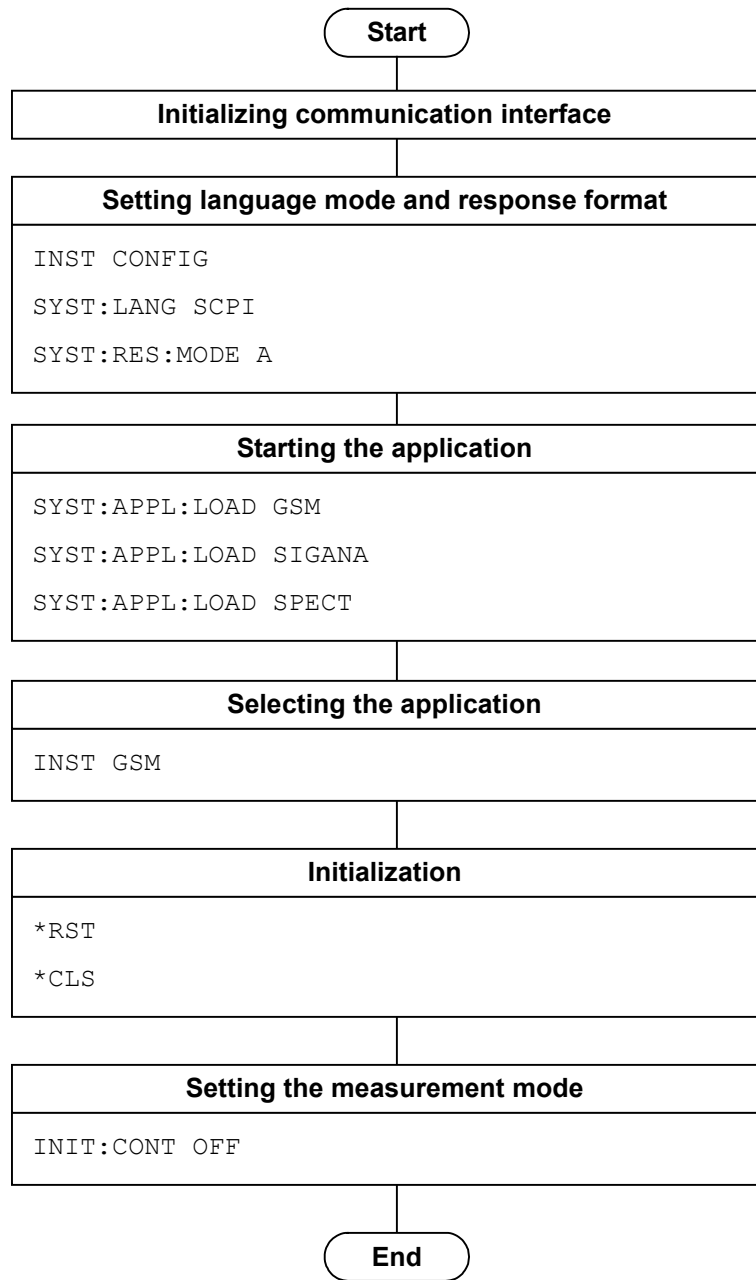 Start
Initializing communication interface
Setting language mode and response format
INST CONFIG
SYST:LANG SCPI
SYST:RES:MODE A
Starting the application
SYST:APPL:LOAD GSM
SYST:APPL:LOAD SIGANA
SYST:APPL:LOAD SPECT
Selecting the application
INST GSM
Initialization
*RST
*CLS
Setting the measurement mode
INIT:CONT OFF
End